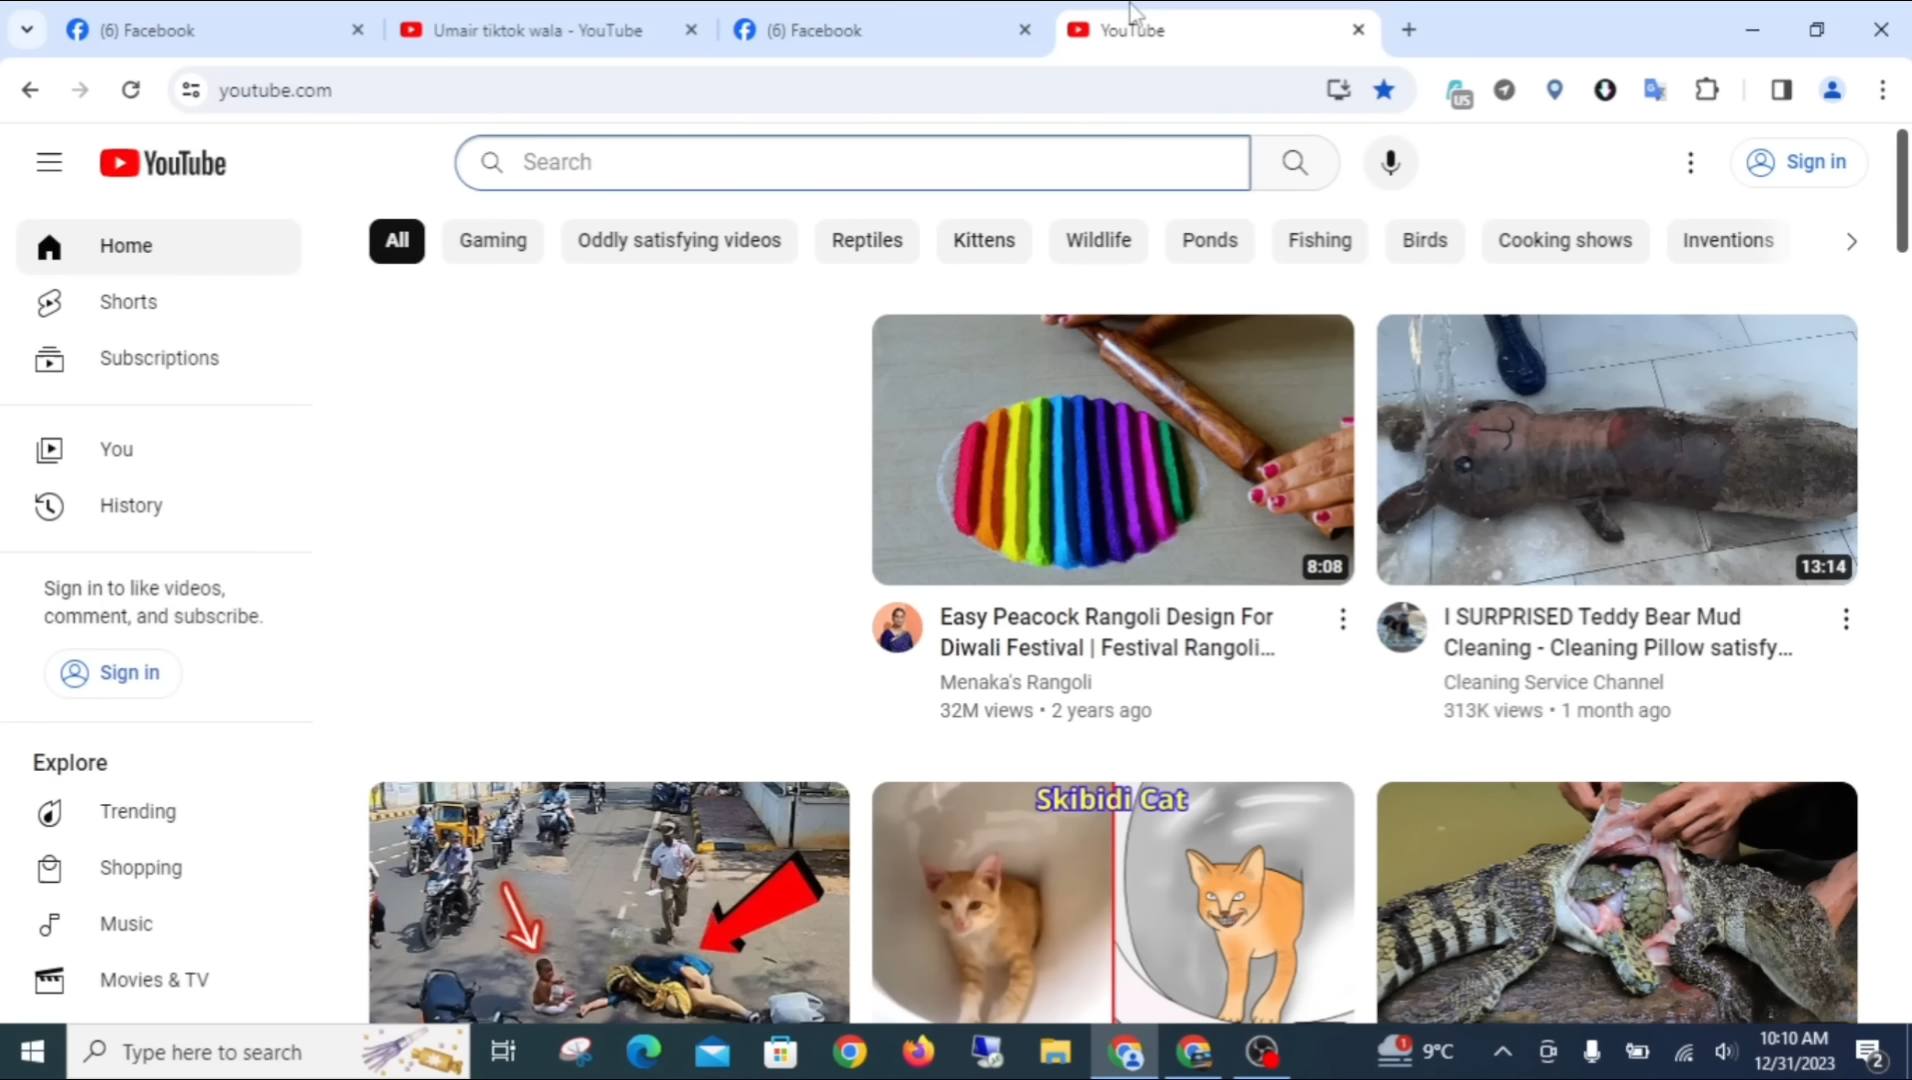 (6) Facebook
Umair tiktok wala - YouTube
(6) Facebook
YouTube
youtube.com
US
YouTube
Search
Sign in
Home
Shorts
Subscriptions
You
History
Sign in to like videos,
comment, and subscribe.
Sign in
Explore
Trending
Shopping
Music
Movies & TV
All
Gaming
Oddly satisfying videos
Reptiles
Kittens
Wildlife
Ponds
Fishing
Birds
Cooking shows
Inventions
8:08
Easy Peacock Rangoli Design For
Diwali Festival | Festival Rangoli...
Menaka's Rangoli
32M views • 2 years ago
13:14
I SURPRISED Teddy Bear Mud
Cleaning - Cleaning Pillow satisfy...
Cleaning Service Channel
313K views • 1 month ago
Skibidi Cat
Type here to search
1
9°C
10:10 AM
12/31/2023
2